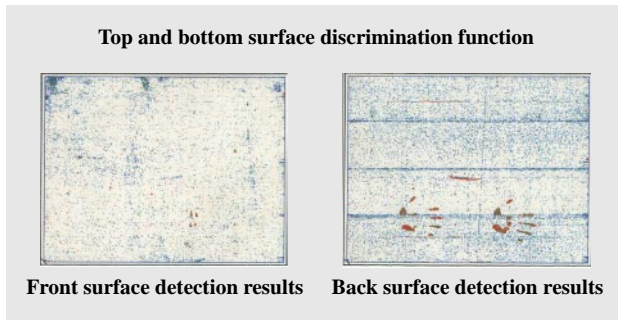 Top and bottom surface discrimination function
Front surface detection results
Back surface detection results